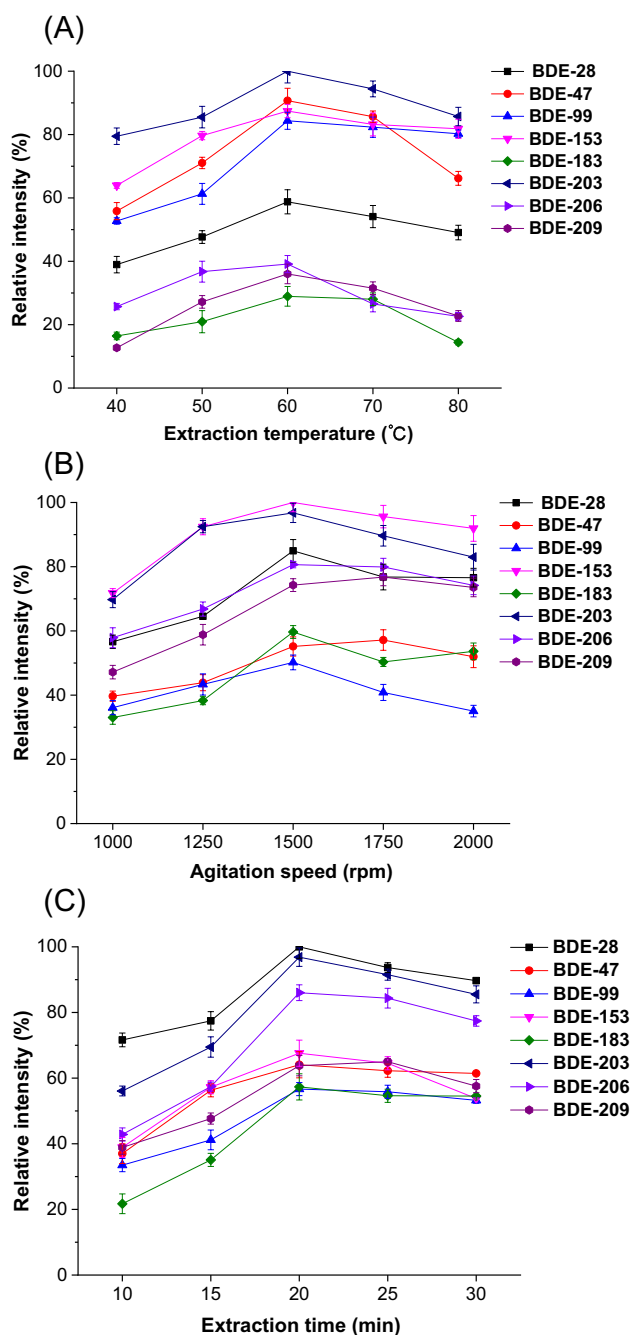 (A)
100
80
60
40
20
0
Relative intensity (%)
40 50 60 70 80
Extraction temperature (℃)
BDE-28
BDE-47
BDE-99
BDE-153
BDE-183
BDE-203
BDE-206
BDE-209
(B)
100
80
60
40
20
0
Relative intensity (%)
1000 1250 1500 1750 2000
Agitation speed (rpm)
BDE-28
BDE-47
BDE-99
BDE-153
BDE-183
BDE-203
BDE-206
BDE-209
(C)
100
80
60
40
20
0
Relative intensity (%)
10 15 20 25 30
Extraction time (min)
BDE-28
BDE-47
BDE-99
BDE-153
BDE-183
BDE-203
BDE-206
BDE-209